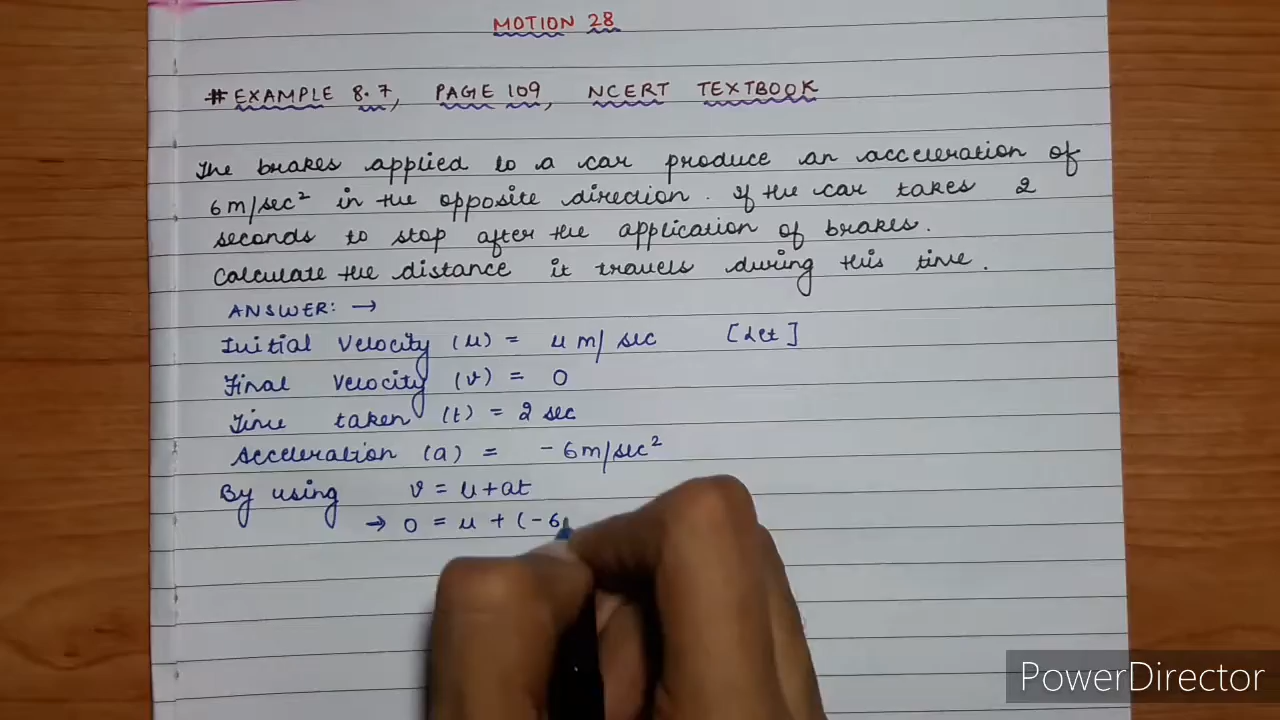 MOTION 28
# EXAMPLE 8.7, PAGE 109, NCERT TEXTBOOK
The brakes applied to a car produce an acceleration of
6 m/sec² in the opposite direction. If the car takes 2
seconds to stop after the application of brakes.
Calculate the distance it travels during this time.
ANSWER: →
Initial velocity (u) = u m/sec [Let]
Final velocity (v) = 0
Time taken (t) = 2 sec
Acceleration (a) = -6m/sec²
By using v = u+at
→ 0 = u + (-6
PowerDirector